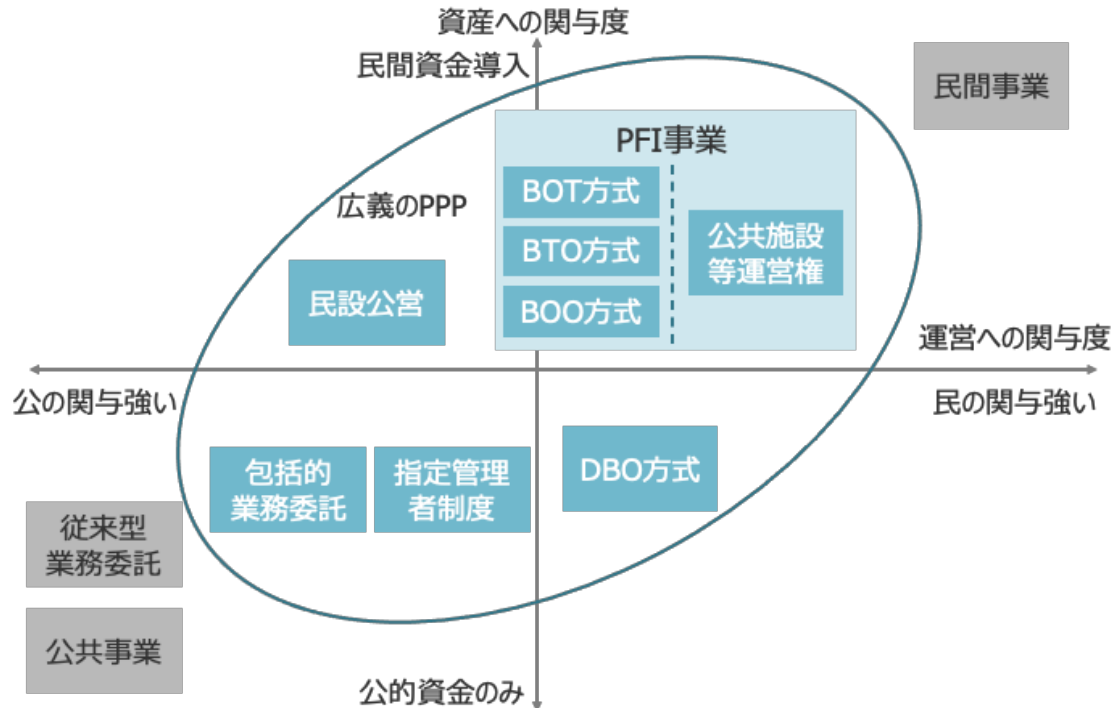 資産への関与度
民間資金導入
民間事業
PFI事業
BOT方式
広義のPPP
公共施設
等運営権
BTO方式
民設公営
BOO方式
運営への関与度
公の関与強い
民の関与強い
包括的
業務委託
指定管理
者制度
DBO方式
従来型
業務委託
公共事業
公的資金のみ